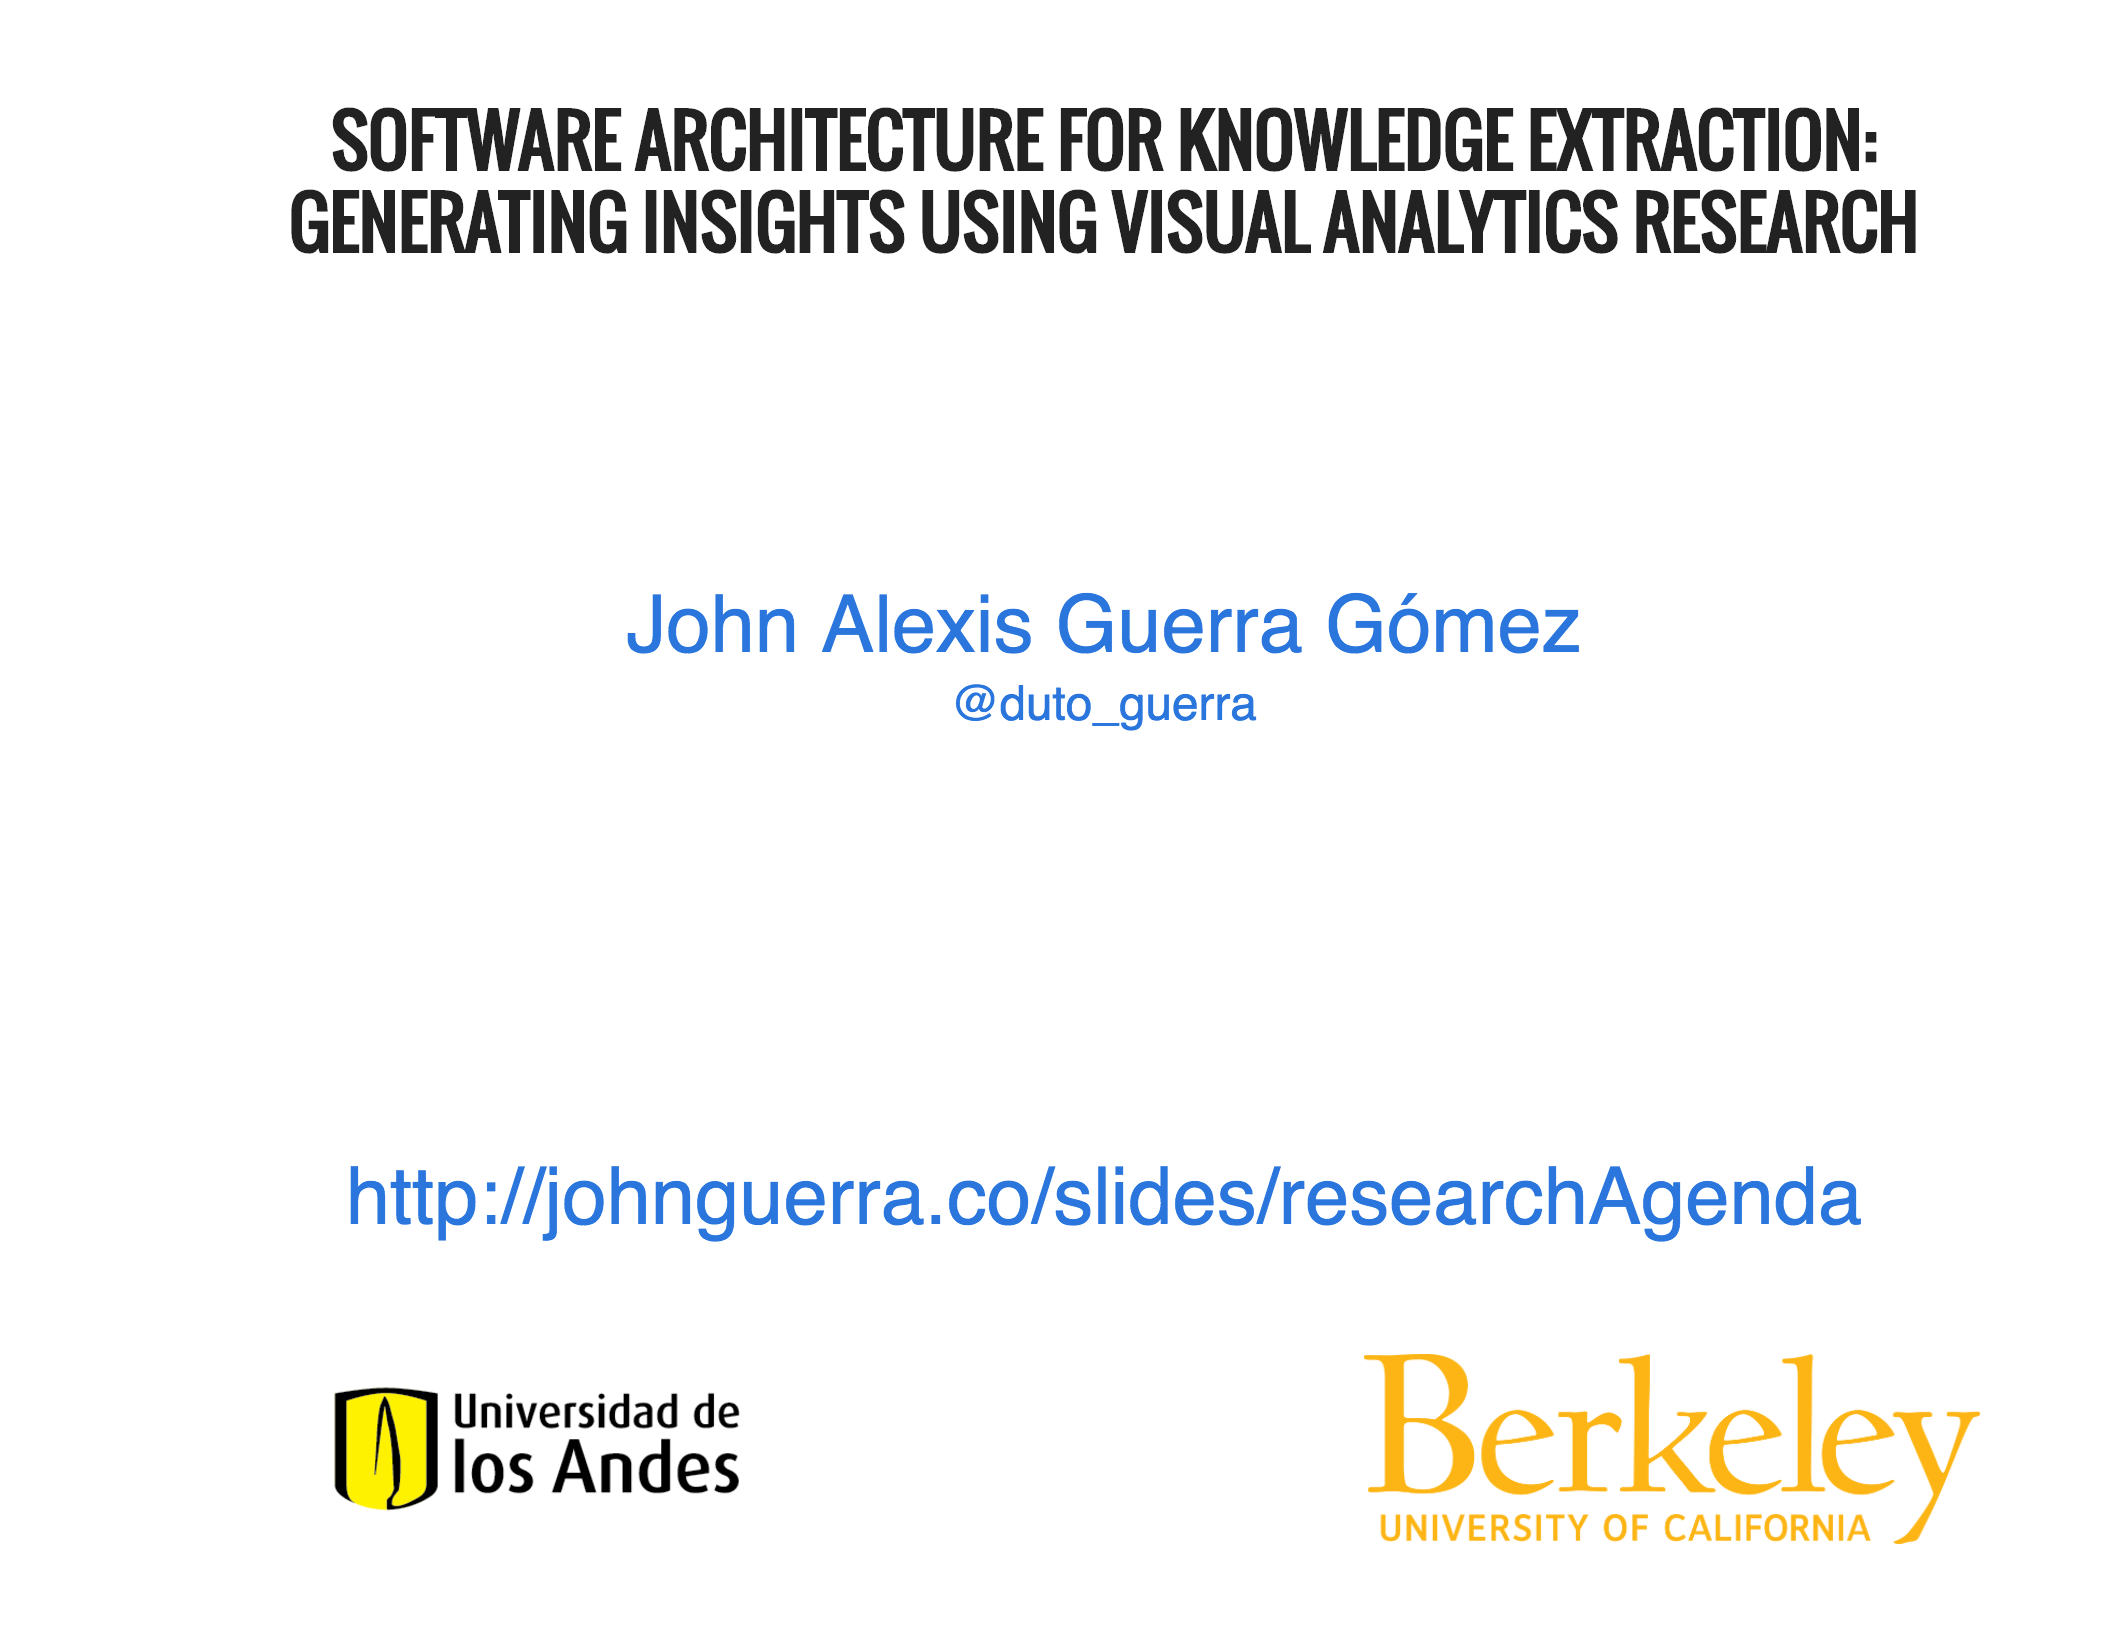 SOFTWARE ARCHITECTURE FOR KNOWLEDGE EXTRACTION:
GENERATING INSIGHTS USING VISUAL ANALYTICS RESEARCH
John Alexis Guerra Gómez
@duto_guerra
http://johnguerra.co/slides/researchAgenda
Universidad de
los Andes
Berkeley
UNIVERSITY OF CALIFORNIA